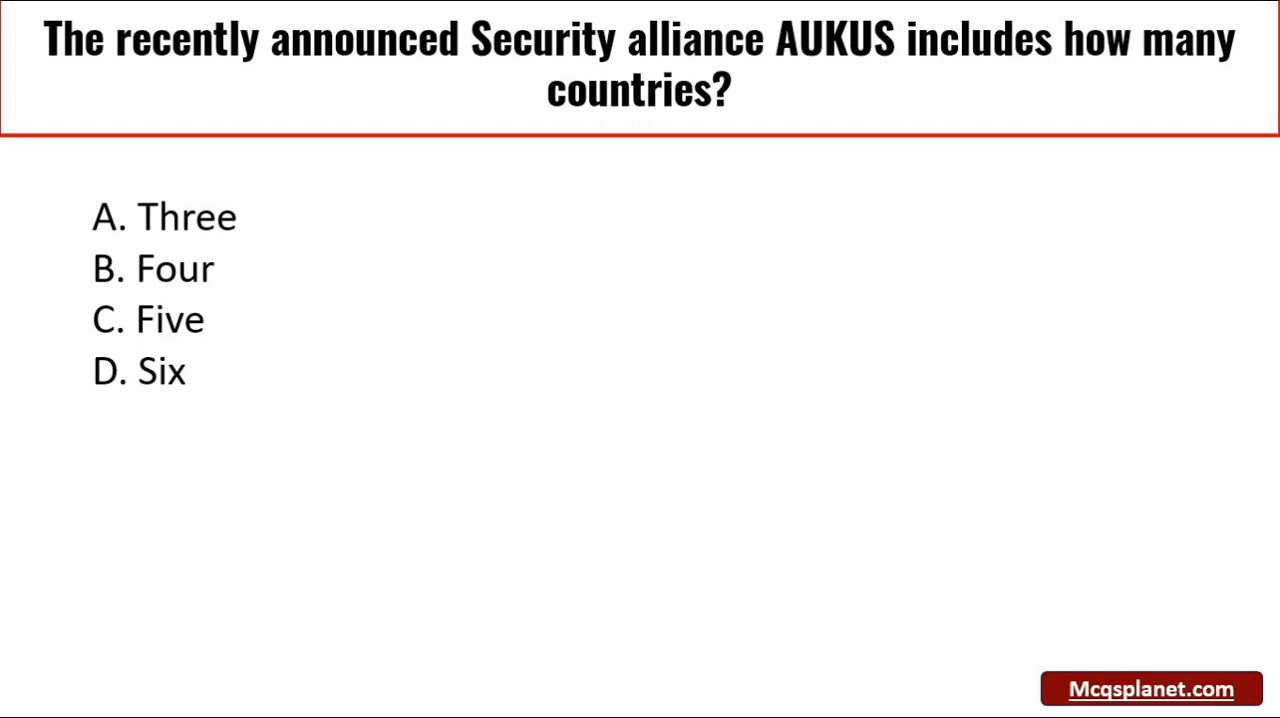 The recently announced Security alliance AUKUS includes how many
countries?
A. Three
B. Four
C. Five
D. Six
Mcqsplanet.com